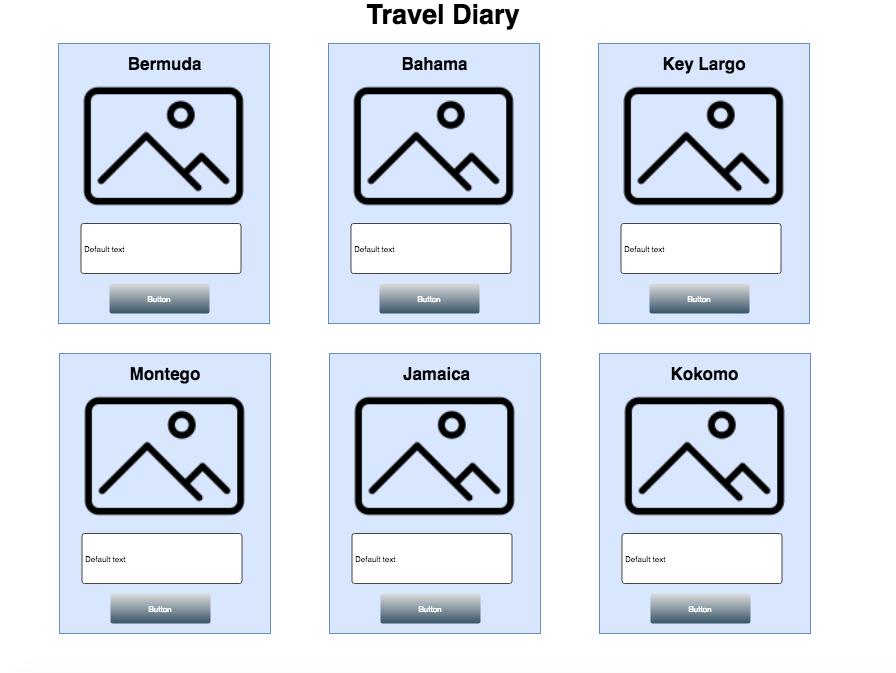 Travel Diary
Bermuda
Default text
Button
Bahama
Default text
Button
Key Largo
Default text
Button
Montego
Default text
Button
Jamaica
Default text
Button
Kokomo
Default text
Button